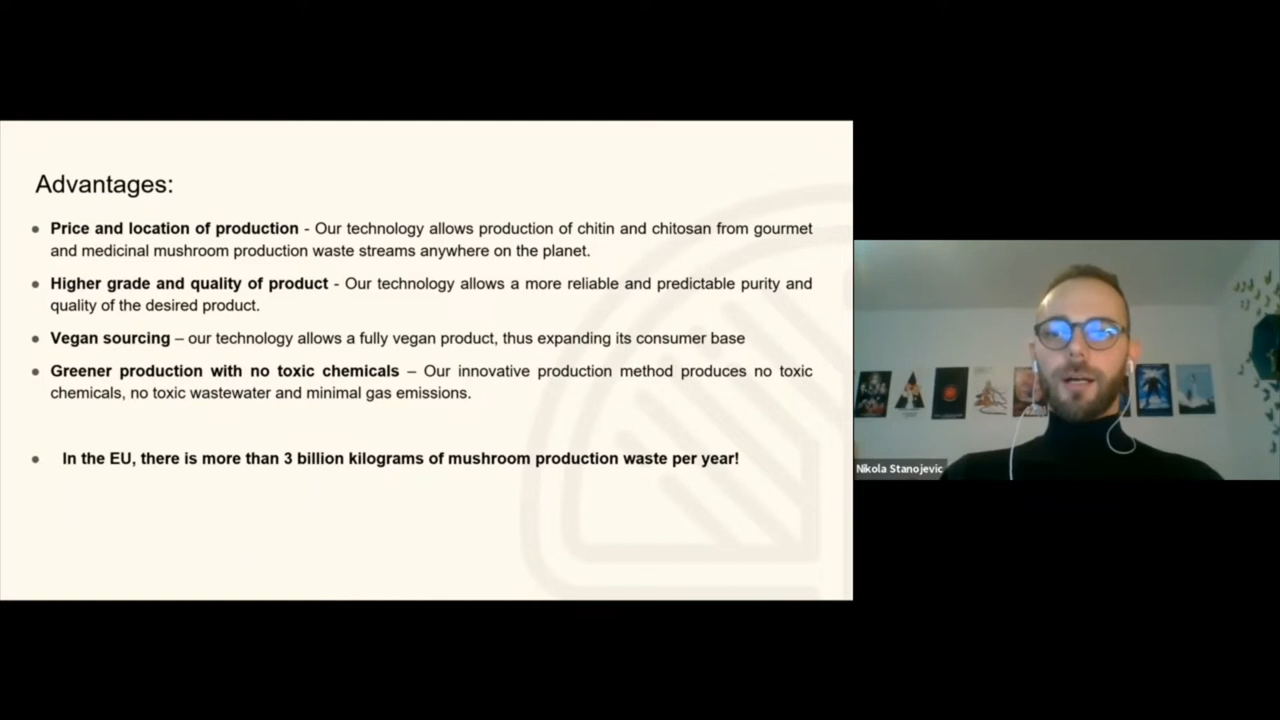 Advantages:
● Price and location of production - Our technology allows production of chitin and chitosan from gourmet
and medicinal mushroom production waste streams anywhere on the planet.
● Higher grade and quality of product - Our technology allows a more reliable and predictable purity and
quality of the desired product.
● Vegan sourcing – our technology allows a fully vegan product, thus expanding its consumer base
● Greener production with no toxic chemicals – Our innovative production method produces no toxic
chemicals, no toxic wastewater and minimal gas emissions.
● In the EU, there is more than 3 billion kilograms of mushroom production waste per year!
Nikola Stanojevic